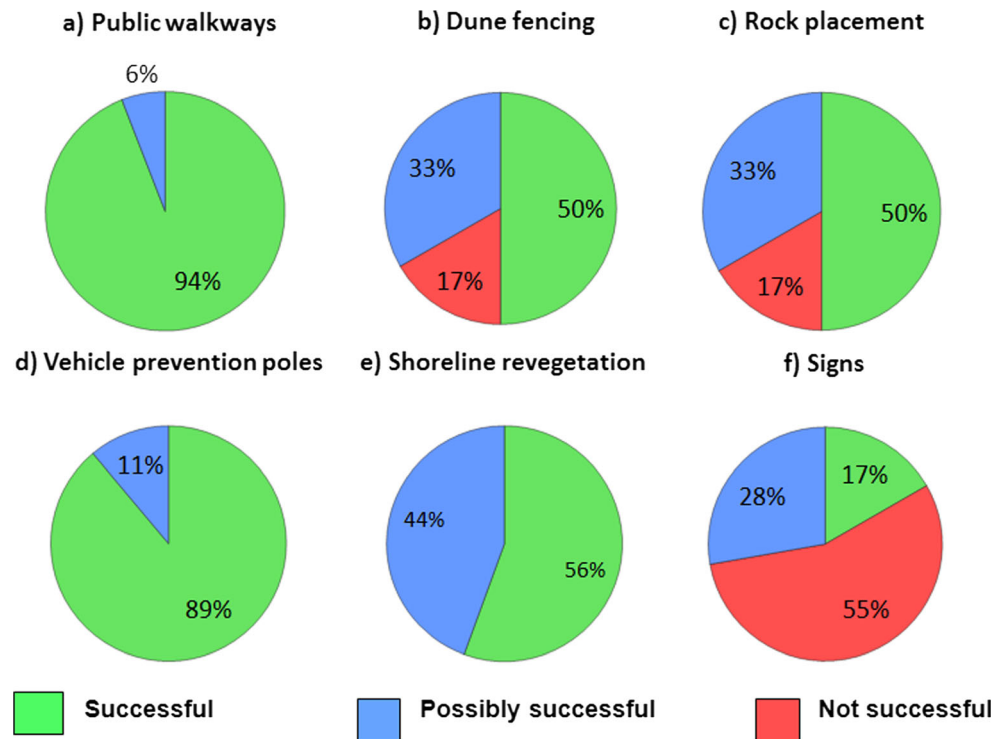 a) Public walkways
b) Dune fencing
c) Rock placement
6%
94%
33%
50%
17%
33%
50%
17%
d) Vehicle prevention poles
e) Shoreline revegetation
f) Signs
11%
89%
44%
56%
28%
17%
55%
Successful
Possibly successful
Not successful